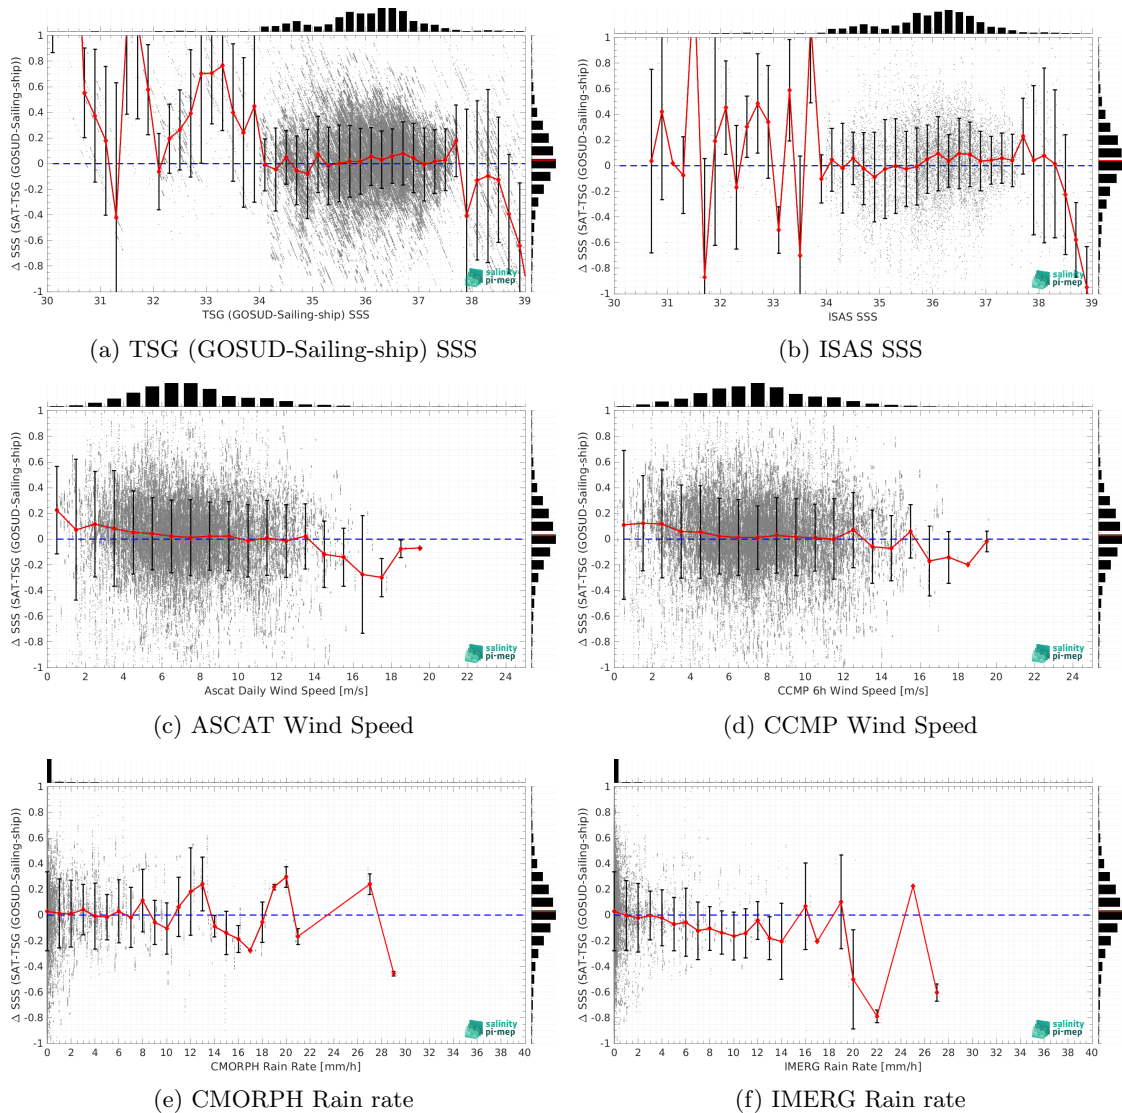 Δ SSS (SAT-TSG (GOSUD-Sailing-ship))
1
0.8
0.6
0.4
0.2
0
-0.2
-0.4
-0.6
-0.8
-1
salinity
pi-mep
30 31 32 33 34 35 36 37 38 39
TSG (GOSUD-Sailing-ship) SSS
(a) TSG (GOSUD-Sailing-ship) SSS
Δ SSS (SAT-TSG (GOSUD-Sailing-ship))
1
0.8
0.6
0.4
0.2
0
-0.2
-0.4
-0.6
-0.8
-1
salinity
pi-mep
30 31 32 33 34 35 36 37 38 39
ISAS SSS
(b) ISAS SSS
Δ SSS (SAT-TSG (GOSUD-Sailing-ship))
1
0.8
0.6
0.4
0.2
0
-0.2
-0.4
-0.6
-0.8
-1
salinity
pi-mep
0 2 4 6 8 10 12 14 16 18 20 22 24
Ascat Daily Wind Speed [m/s]
(c) ASCAT Wind Speed
Δ SSS (SAT-TSG (GOSUD-Sailing-ship))
1
0.8
0.6
0.4
0.2
0
-0.2
-0.4
-0.6
-0.8
-1
salinity
pi-mep
0 2 4 6 8 10 12 14 16 18 20 22 24
CCMP 6h Wind Speed [m/s]
(d) CCMP Wind Speed
Δ SSS (SAT-TSG (GOSUD-Sailing-ship))
1
0.8
0.6
0.4
0.2
0
-0.2
-0.4
-0.6
-0.8
-1
salinity
pi-mep
0 2 4 6 8 10 12 14 16 18 20 22 24 26 28 30 32 34 36 38 40
CMORPH Rain Rate [mm/h]
(e) CMORPH Rain rate
Δ SSS (SAT-TSG (GOSUD-Sailing-ship))
1
0.8
0.6
0.4
0.2
0
-0.2
-0.4
-0.6
-0.8
-1
salinity
pi-mep
0 2 4 6 8 10 12 14 16 18 20 22 24 26 28 30 32 34 36 38 40
IMERG Rain Rate [mm/h]
(f) IMERG Rain rate